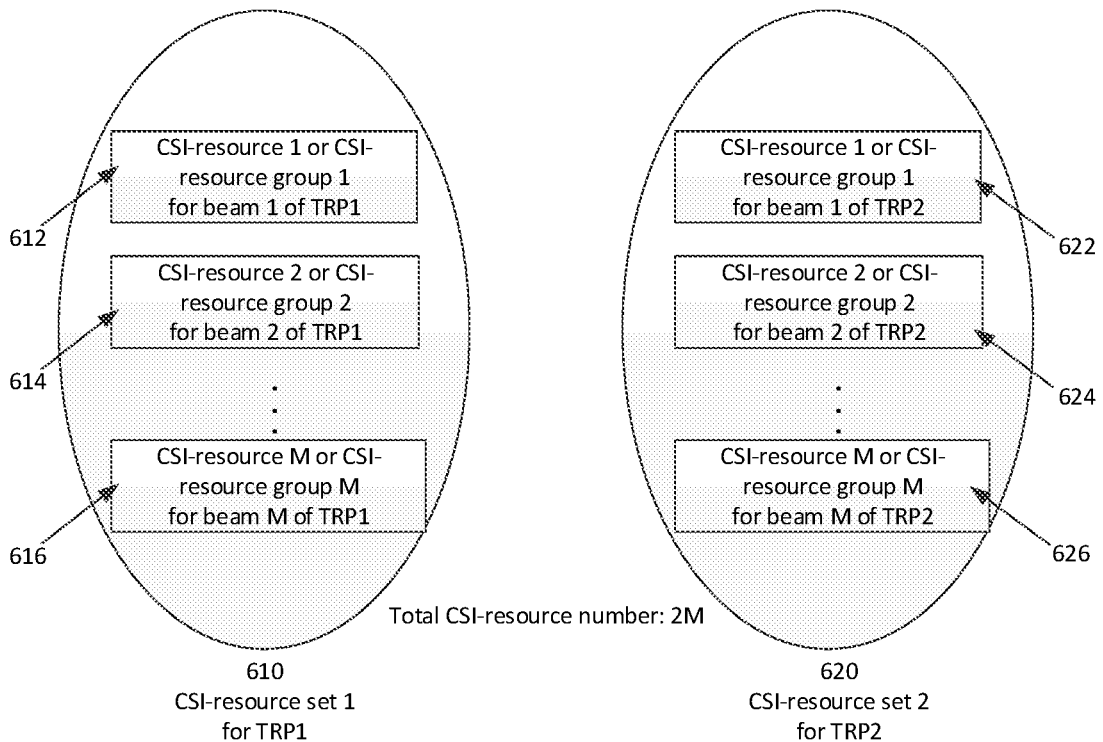 CSI-resource 1 or CSI-
resource group 1
for beam 1 of TRP1
612
CSI-resource 2 or CSI-
resource group 2
for beam 2 of TRP1
614
CSI-resource M or CSI-
resource group M
for beam M of TRP1
616
610
CSI-resource set 1
for TRP1
CSI-resource 1 or CSI-
resource group 1
for beam 1 of TRP2
622
CSI-resource 2 or CSI-
resource group 2
for beam 2 of TRP2
624
CSI-resource M or CSI-
resource group M
for beam M of TRP2
626
Total CSI-resource number: 2M
620
CSI-resource set 2
for TRP2